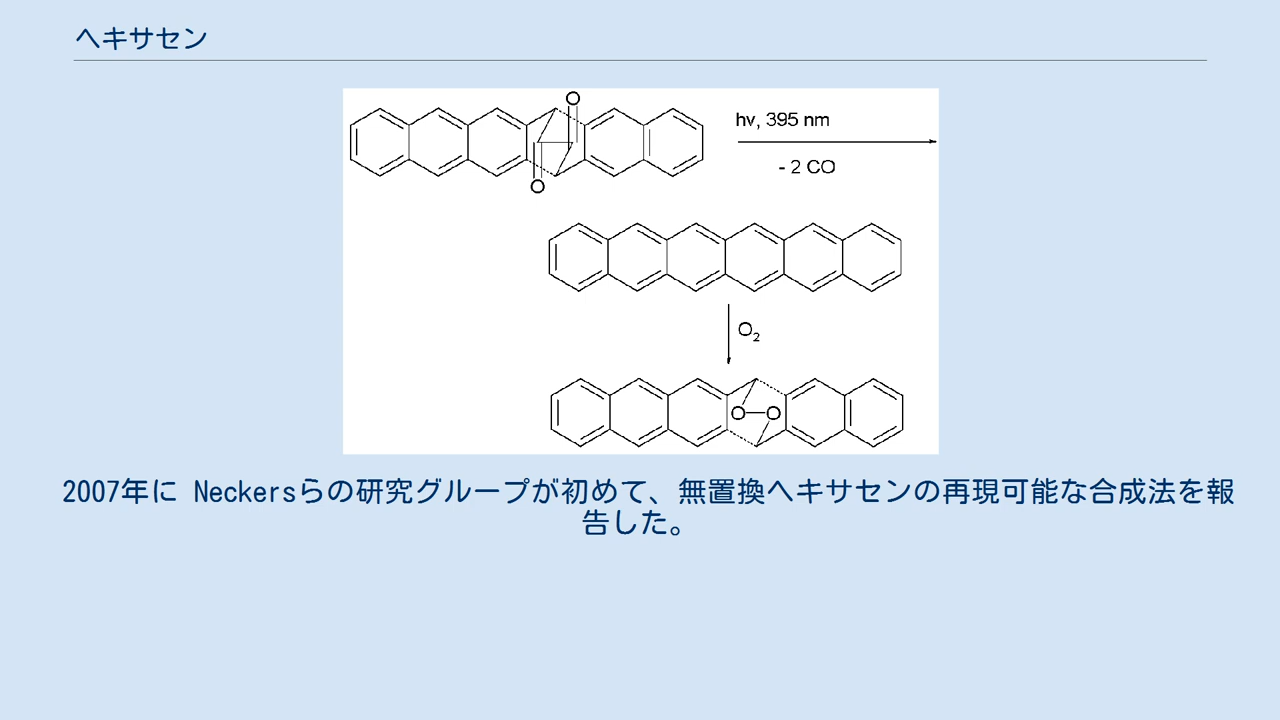 ヘキサセン
O
hv, 395 nm
- 2 CO
O
O2
O O
2007年に Neckersらの研究グループが初めて、無置換ヘキサセンの再現可能な合成法を報
告した。